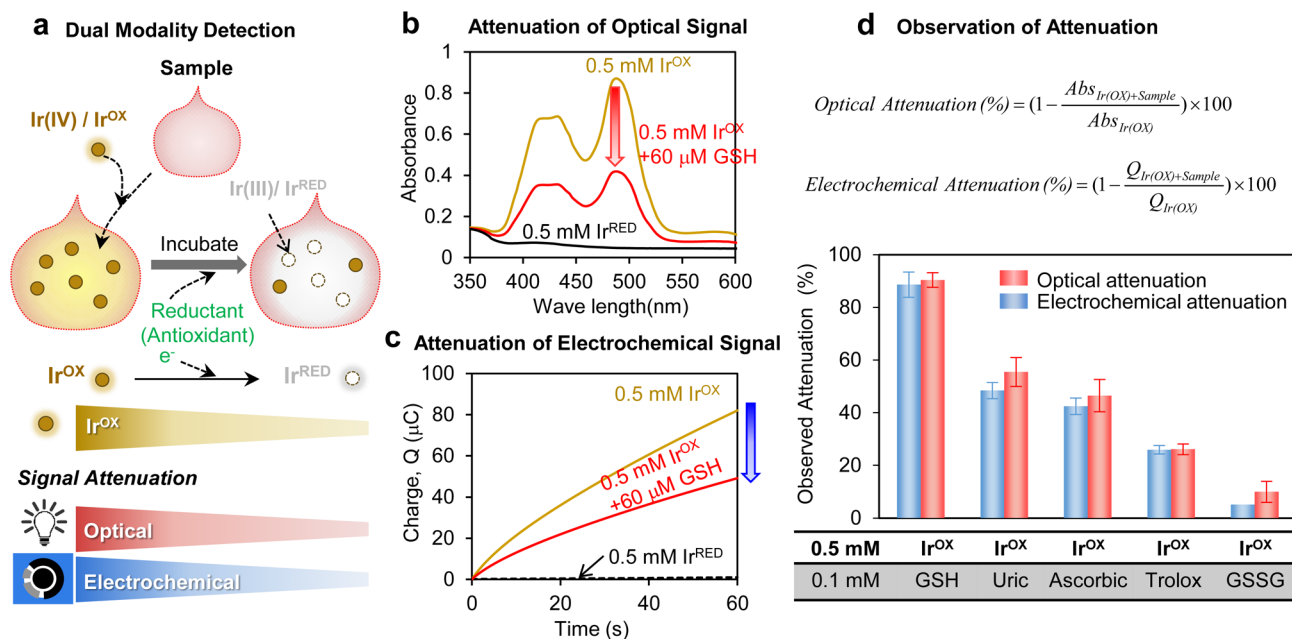 a Dual Modality Detection
Sample
Ir(IV) / Ir^OX
Ir(III)/ Ir^RED
Incubate
Reductant
(Antioxidant)
e⁻
Ir^OX
Ir^RED
Ir^OX
Signal Attenuation
Optical
Electrochemical
b Attenuation of Optical Signal
1
0.8
0.6
0.4
0.2
0
Absorbance
0.5 mM Ir^OX
0.5 mM Ir^OX
+60 μM GSH
0.5 mM Ir^RED
350 400 450 500 550 600
Wave length(nm)
c Attenuation of Electrochemical Signal
100
80
60
40
20
0
Charge, Q (μC)
0.5 mM Ir^OX
0.5 mM Ir^OX
+60 μM GSH
0.5 mM Ir^RED
0 20 40 60
Time (s)
d Observation of Attenuation
Optical Attenuation (%) = (1 − Abs_Ir(OX)+Sample / Abs_Ir(OX)) × 100
Electrochemical Attenuation (%) = (1 − Q_Ir(OX)+Sample / Q_Ir(OX)) × 100
Observed Attenuation (%)
100
80
60
40
20
0
Optical attenuation
Electrochemical attenuation
0.5 mM Ir^OX Ir^OX Ir^OX Ir^OX Ir^OX
0.1 mM GSH Uric Ascorbic Trolox GSSG